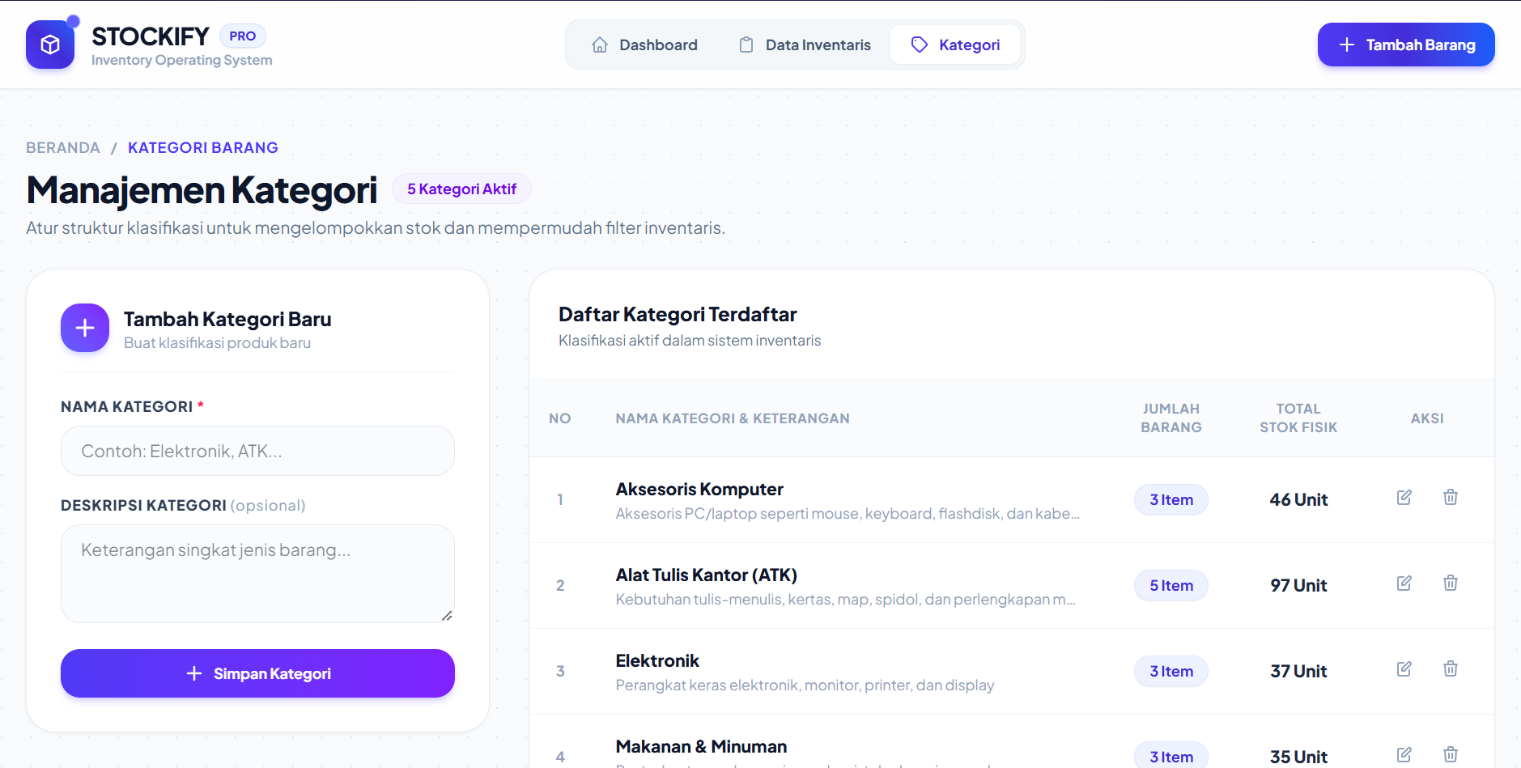 STOCKIFY PRO
Inventory Operating System
Dashboard
Data Inventaris
Kategori
Tambah Barang
BERANDA / KATEGORI BARANG
Manajemen Kategori
5 Kategori Aktif
Atur struktur klasifikasi untuk mengelompokkan stok dan mempermudah filter inventaris.
Tambah Kategori Baru
Buat klasifikasi produk baru
NAMA KATEGORI *
Contoh: Elektronik, ATK...
DESKRIPSI KATEGORI (opsional)
Keterangan singkat jenis barang...
Simpan Kategori
Daftar Kategori Terdaftar
Klasifikasi aktif dalam sistem inventaris
NO
NAMA KATEGORI & KETERANGAN
JUMLAH
BARANG
TOTAL
STOK FISIK
AKSI
1
Aksesoris Komputer
Aksesoris PC/laptop seperti mouse, keyboard, flashdisk, dan kabe...
3 Item
46 Unit
2
Alat Tulis Kantor (ATK)
Kebutuhan tulis-menulis, kertas, map, spidol, dan perlengkapan m...
5 Item
97 Unit
3
Elektronik
Perangkat keras elektronik, monitor, printer, dan display
3 Item
37 Unit
4
Makanan & Minuman
3 Item
35 Unit